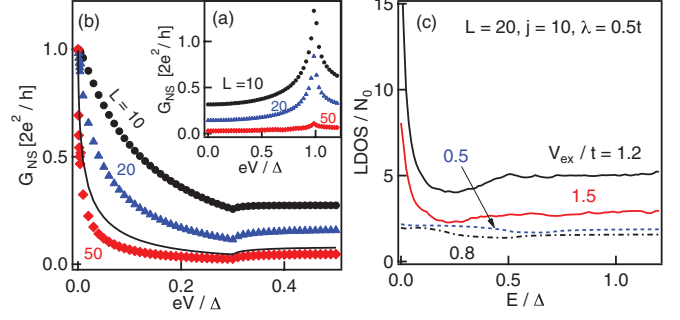 (b)
1.0
0.5
0.0
G_NS [2e² / h]
L = 10
20
50
0.0
0.2
0.4
eV / Δ
(a)
1.0
0.5
0.0
G_NS [2e² / h]
L = 10
20
50
0.0
0.5
1.0
eV / Δ
(c)
L = 20, j = 10, λ = 0.5t
15
10
5
0
LDOS / N₀
V_ex / t = 1.2
0.5
1.5
0.8
0.0
0.5
1.0
E / Δ